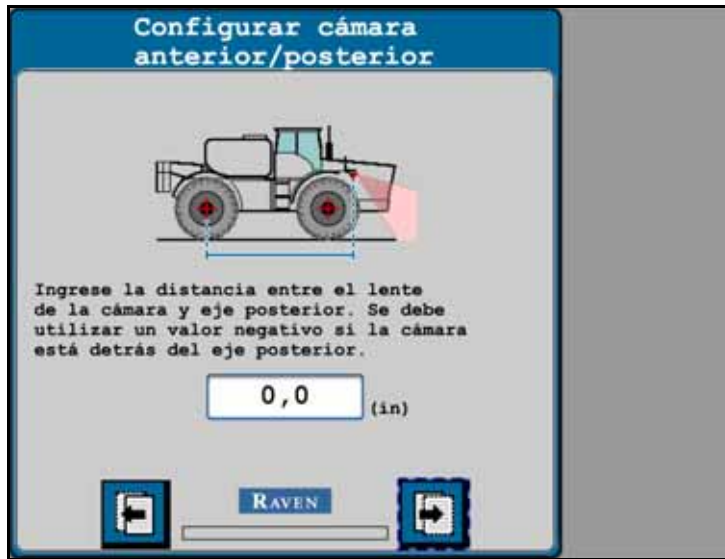 Configurar cámara
anterior/posterior
Ingrese la distancia entre el lente
de la cámara y eje posterior. Se debe
utilizar un valor negativo si la cámara
está detrás del eje posterior.
0,0
(in)
RAVEN